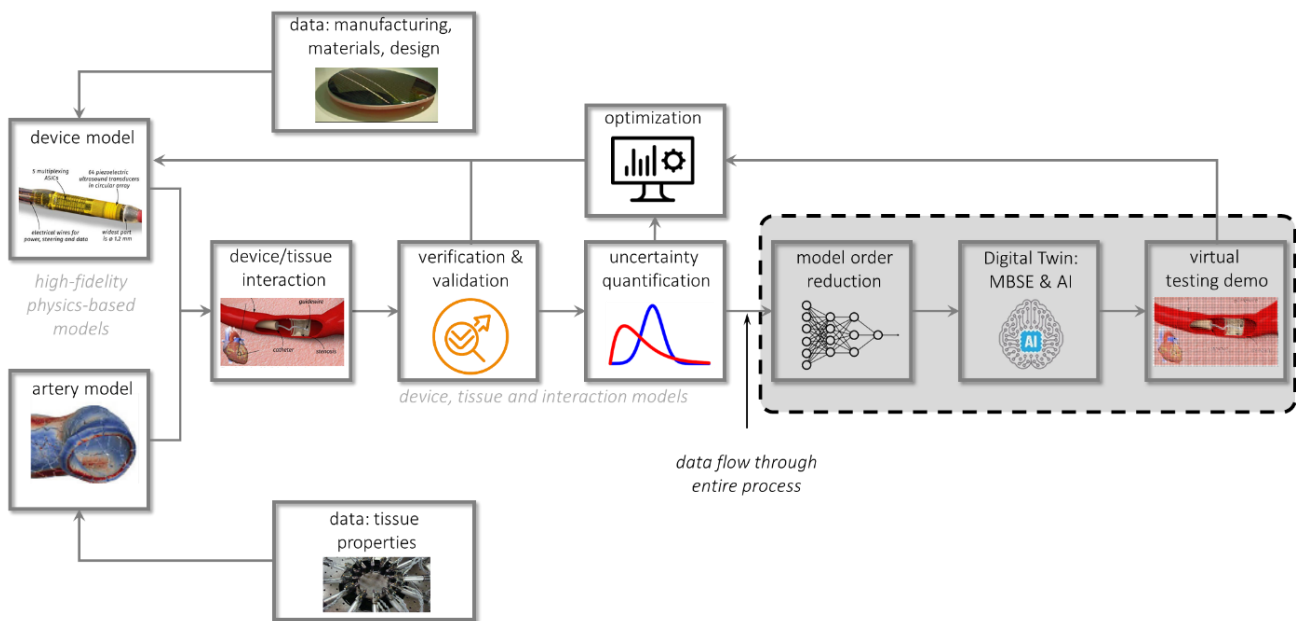 data: manufacturing,
materials, design
device model
5 multiplexing
ASICs
64 piezoelectric
ultrasound transducers
in circular array
electrical wires for
power, steering and data
widest part
is ø 1.2 mm
high-fidelity
physics-based
models
optimization
device/tissue
interaction
guidewire
catheter
stenosis
verification &
validation
uncertainty
quantification
device, tissue and interaction models
model order
reduction
Digital Twin:
MBSE & AI
AI
virtual
testing demo
artery model
data flow through
entire process
data: tissue
properties